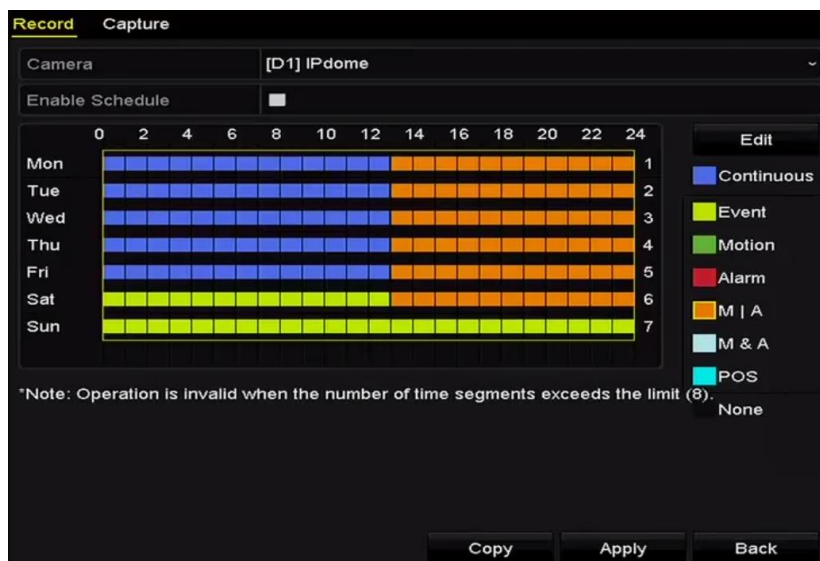 Record Capture
Camera [D1] IPdome
Enable Schedule
0 2 4 6 8 10 12 14 16 18 20 22 24
Edit
Mon 1
Continuous
Tue 2
Wed 3
Event
Thu 4
Motion
Fri 5
Alarm
Sat 6
M | A
Sun 7
M & A
POS
*Note: Operation is invalid when the number of time segments exceeds the limit (8).
None
Copy Apply Back